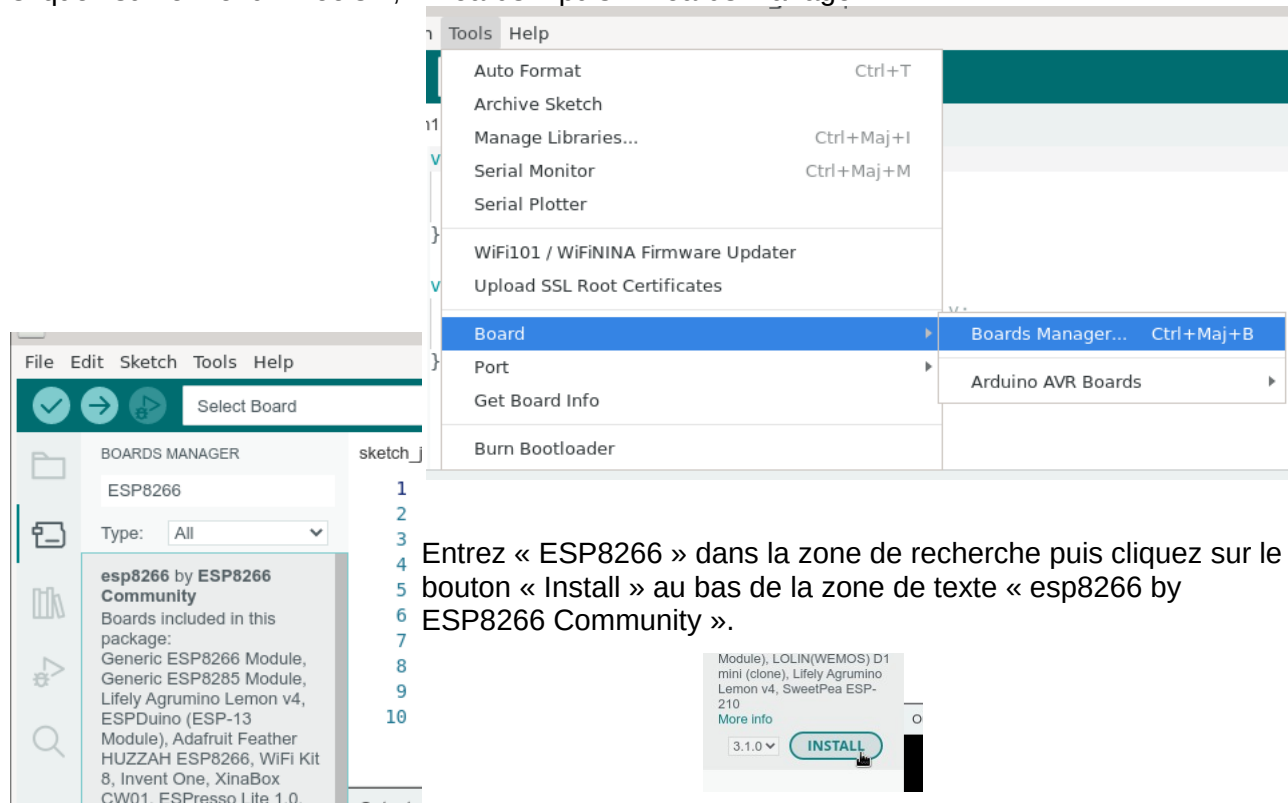 Tools Help
Auto Format Ctrl+T
Archive Sketch
Manage Libraries... Ctrl+Maj+I
Serial Monitor Ctrl+Maj+M
Serial Plotter
WiFi101 / WiFiNINA Firmware Updater
Upload SSL Root Certificates
Board
Boards Manager... Ctrl+Maj+B
Port
Arduino AVR Boards
Get Board Info
Burn Bootloader
File Edit Sketch Tools Help
Select Board
BOARDS MANAGER
sketch_j
ESP8266
Type: All
esp8266 by ESP8266
Community
Boards included in this
package:
Generic ESP8266 Module,
Generic ESP8285 Module,
Lifely Agrumino Lemon v4,
ESPDuino (ESP-13
Module), Adafruit Feather
HUZZAH ESP8266, WiFi Kit
8, Invent One, XinaBox
CW01, ESPresso Lite 1.0,
1
2
3
4
5
6
7
8
9
10
Entrez « ESP8266 » dans la zone de recherche puis cliquez sur le
bouton « Install » au bas de la zone de texte « esp8266 by
ESP8266 Community ».
Module), LOLIN(WEMOS) D1
mini (clone), Lifely Agrumino
Lemon v4, SweetPea ESP-
210
More info
3.1.0 INSTALL